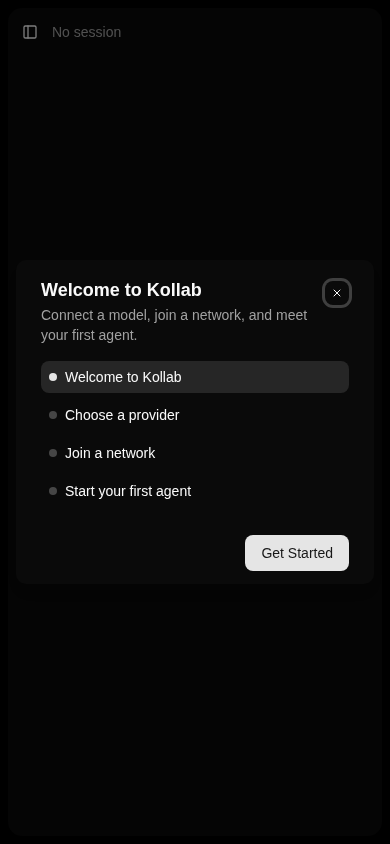 No session
Welcome to Kollab
Connect a model, join a network, and meet
your first agent.
Welcome to Kollab
Choose a provider
Join a network
Start your first agent
Get Started